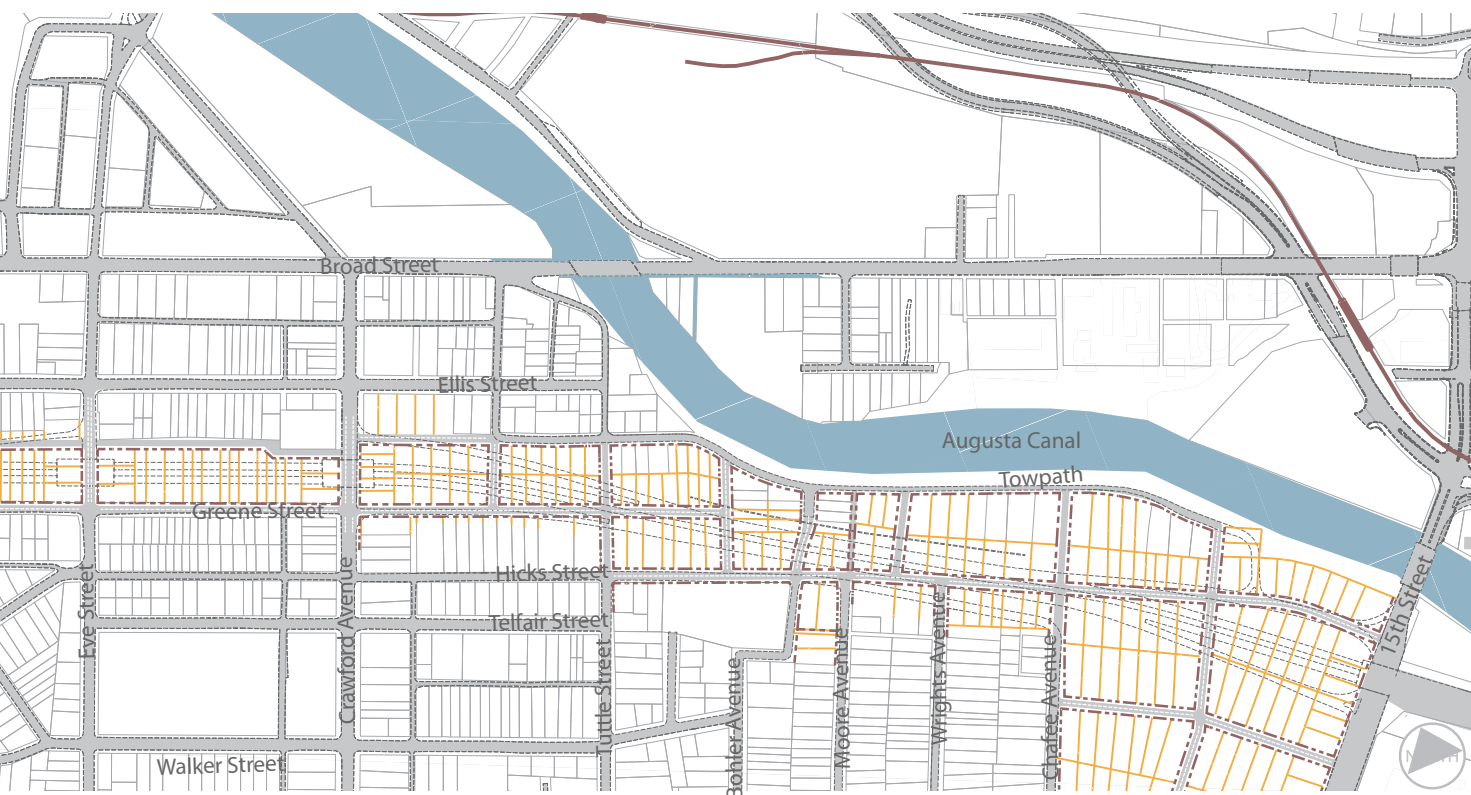 Broad Street
Ellis Street
Augusta Canal
Towpath
Greene Street
Hicks Street
Telfair Street
Walker Street
Eve Street
Crawford Avenue
Tuttle Street
Bohler Avenue
Moore Avenue
Wrights Avenue
Chafee Avenue
15th Street